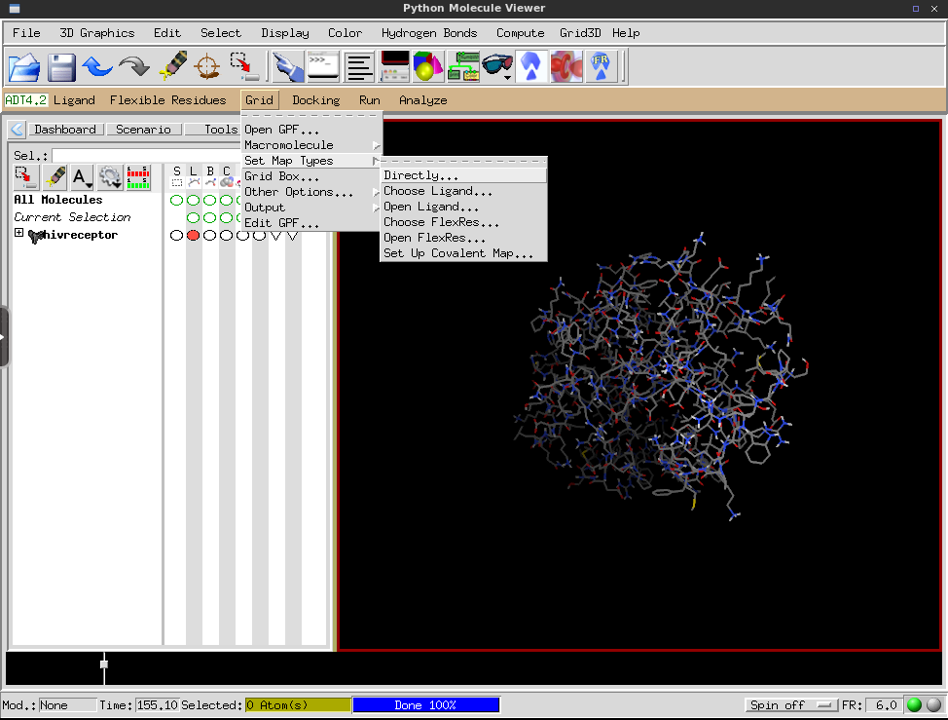 Python Molecule Viewer
File 3D Graphics Edit Select Display Color Hydrogen Bonds Compute Grid3D Help
ADT4.2 Ligand Flexible Residues Grid Docking Run Analyze
Dashboard Scenario Tools
Open GPF...
Macromolecule
Set Map Types
Grid Box...
Other Options...
Output
Edit GPF...
Directly...
Choose Ligand...
Open Ligand...
Choose FlexRes...
Open FlexRes...
Set Up Covalent Map...
Sel.:
S L B C
All Molecules
Current Selection
hivreceptor
Mod.: None Time: 155.10 Selected: 0 Atom(s) Done 100% Spin off FR: 6.0